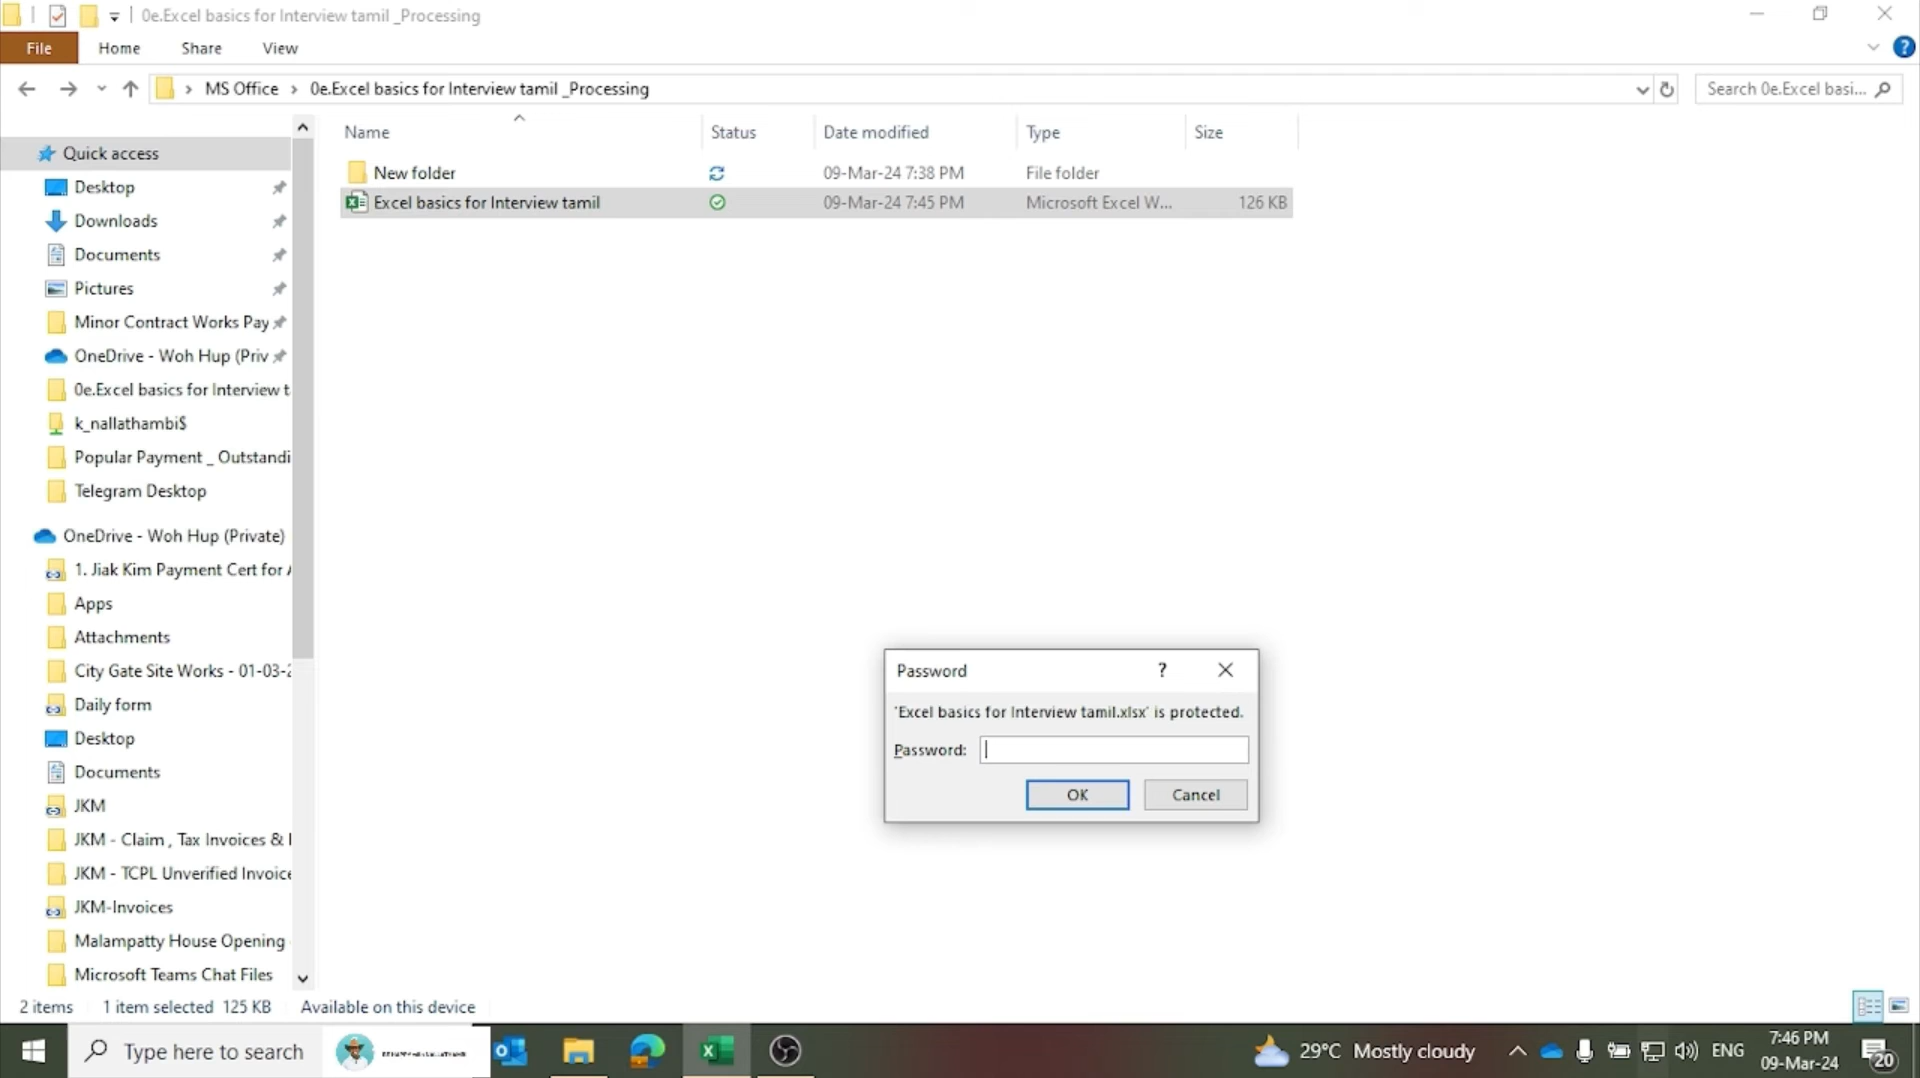 0e.Excel basics for Interview tamil _Processing
File Home Share View
MS Office 0e.Excel basics for Interview tamil _Processing
Search 0e.Excel basi...
Name Status Date modified Type Size
New folder 09-Mar-24 7:38 PM File folder
Excel basics for Interview tamil 09-Mar-24 7:45 PM Microsoft Excel W... 126 KB
Quick access
Desktop
Downloads
Documents
Pictures
Minor Contract Works Pay
OneDrive - Woh Hup (Priv
0e.Excel basics for Interview t
k_nallathambi$
Popular Payment _ Outstandi
Telegram Desktop
OneDrive - Woh Hup (Private)
1. Jiak Kim Payment Cert for A
Apps
Attachments
City Gate Site Works - 01-03-2
Daily form
Desktop
Documents
JKM
JKM - Claim , Tax Invoices & I
JKM - TCPL Unverified Invoice
JKM-Invoices
Malampatty House Opening
Microsoft Teams Chat Files
Password ?
'Excel basics for Interview tamil.xlsx' is protected.
Password:
OK Cancel
2 items 1 item selected 125 KB Available on this device
Type here to search
29°C Mostly cloudy
ENG
7:46 PM
09-Mar-24
20